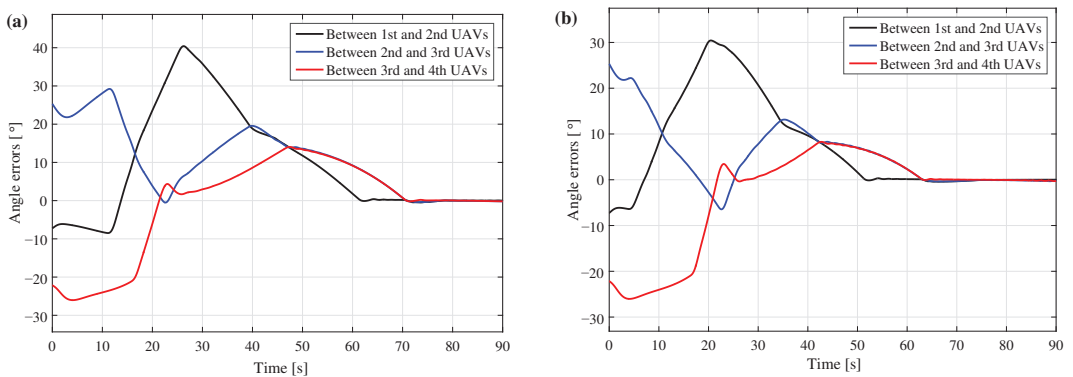 (a)
Between 1st and 2nd UAVs
Between 2nd and 3rd UAVs
Between 3rd and 4th UAVs
40
30
20
10
0
−10
−20
−30
Angle errors [ °]
0 10 20 30 40 50 60 70 80 90
Time [s]
(b)
Between 1st and 2nd UAVs
Between 2nd and 3rd UAVs
Between 3rd and 4th UAVs
30
20
10
0
−10
−20
−30
Angle errors [ °]
0 10 20 30 40 50 60 70 80 90
Time [s]